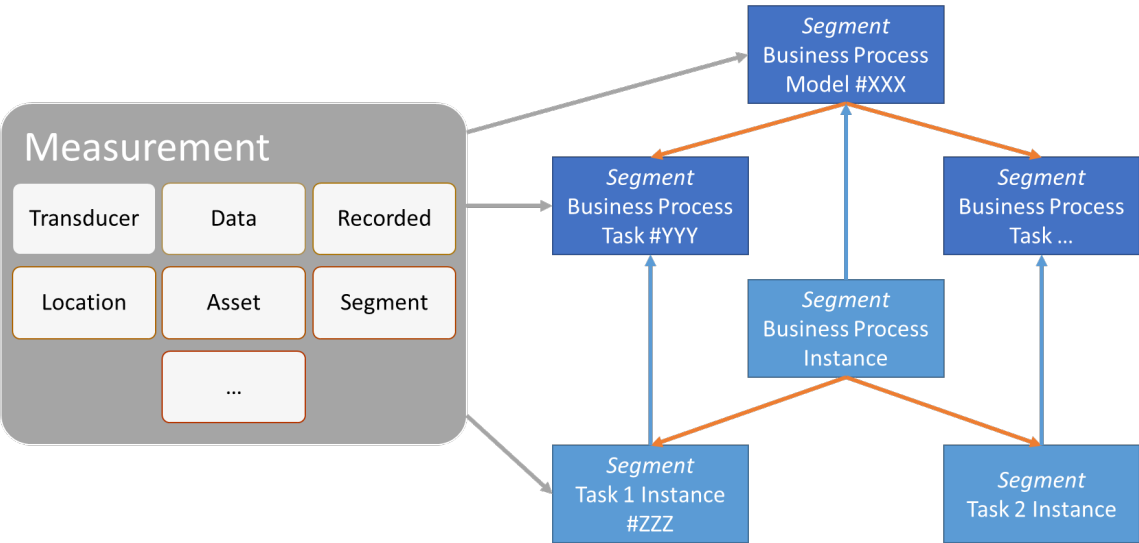 Measurement
Transducer
Data
Recorded
Location
Asset
Segment
...
Segment
Business Process
Model #XXX
Segment
Business Process
Task #YYY
Segment
Business Process
Task ...
Segment
Business Process
Instance
Segment
Task 1 Instance
#ZZZ
Segment
Task 2 Instance